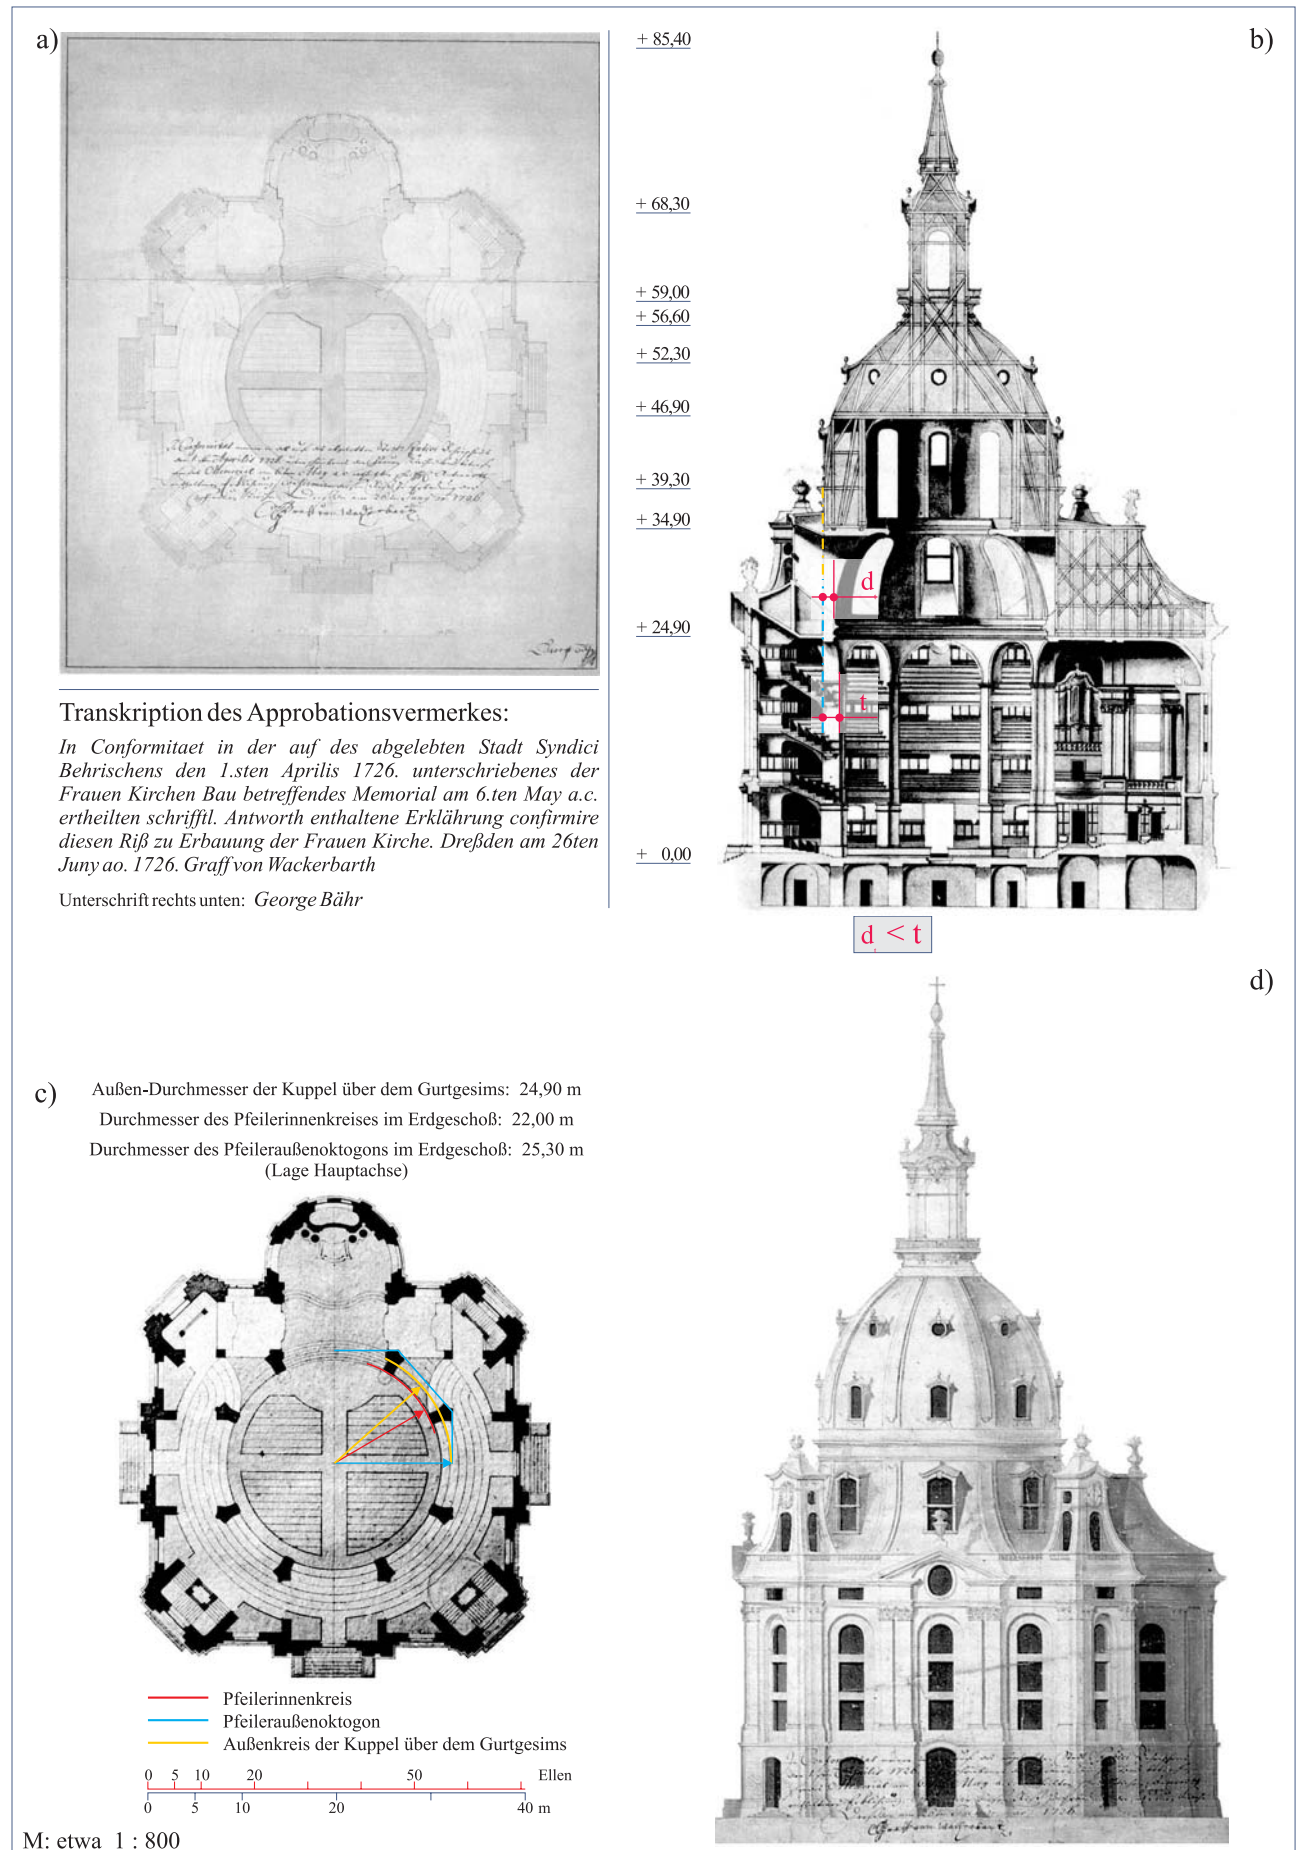 a)
Transkription des Approbationsvermerkes:
In Conformitaet in der auf des abgelebten Stadt Syndici
Behrischens den 1.sten Aprilis 1726. unterschriebenes der
Frauen Kirchen Bau betreffendes Memorial am 6.ten May a.c.
ertheilten schrifftl. Antworth enthaltene Erklährung confirmire
diesen Riß zu Erbauung der Frauen Kirche. Dreßden am 26ten
Juny ao. 1726. Graff von Wackerbarth
Unterschrift rechts unten: George Bähr
b)
+ 85,40
+ 68,30
+ 59,00
+ 56,60
+ 52,30
+ 46,90
+ 39,30
+ 34,90
+ 24,90
+ 0,00
d
t
d < t
c)
Außen-Durchmesser der Kuppel über dem Gurtgesims: 24,90 m
Durchmesser des Pfeilerinnenkreises im Erdgeschoß: 22,00 m
Durchmesser des Pfeileraußenoktogons im Erdgeschoß: 25,30 m
(Lage Hauptachse)
Pfeilerinnenkreis
Pfeileraußenoktogon
Außenkreis der Kuppel über dem Gurtgesims
0 5 10 20 50 Ellen
0 5 10 20 40 m
M: etwa 1 : 800
d)